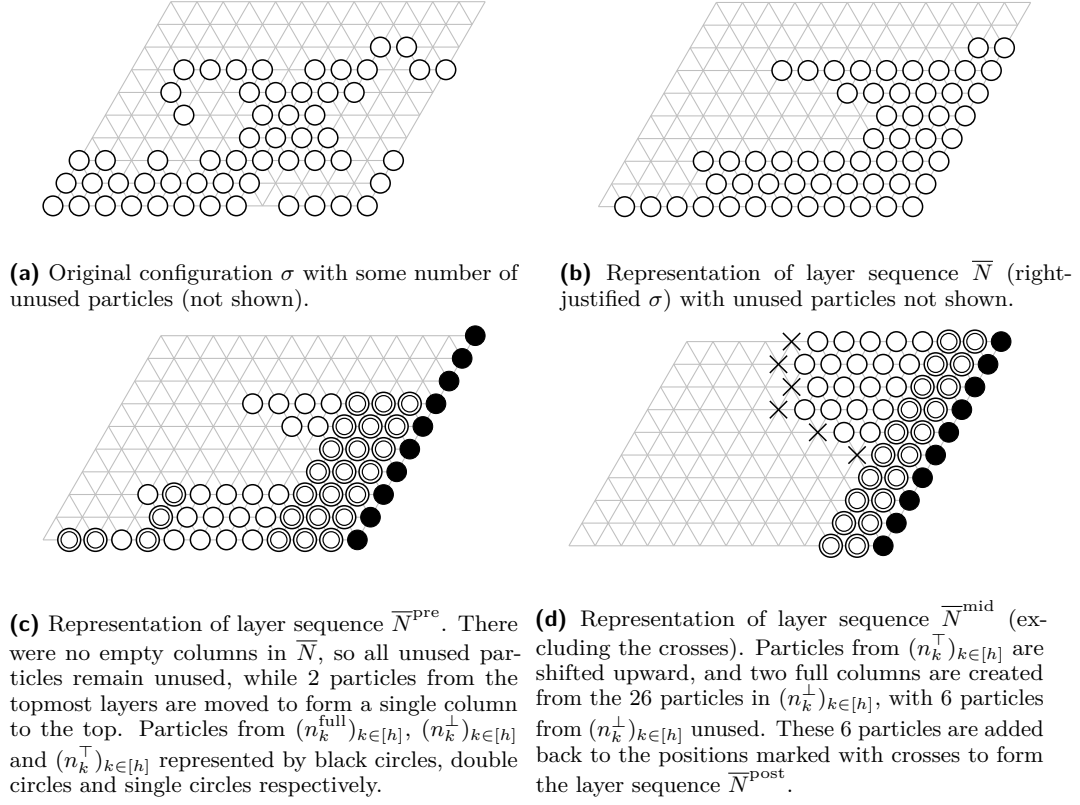 (a) Original configuration σ with some number of
unused particles (not shown).
(b) Representation of layer sequence N̅ (right-
justified σ) with unused particles not shown.
(c) Representation of layer sequence N̅^pre. There
were no empty columns in N̅, so all unused par-
ticles remain unused, while 2 particles from the
topmost layers are moved to form a single column
to the top. Particles from (n_k^full)_{k∈[h]}, (n_k^⊥)_{k∈[h]}
and (n_k^⊤)_{k∈[h]} represented by black circles, double
circles and single circles respectively.
(d) Representation of layer sequence N̅^mid (ex-
cluding the crosses). Particles from (n_k^⊤)_{k∈[h]} are
shifted upward, and two full columns are created
from the 26 particles in (n_k^⊥)_{k∈[h]}, with 6 particles
from (n_k^⊥)_{k∈[h]} unused. These 6 particles are added
back to the positions marked with crosses to form
the layer sequence N̅^post.